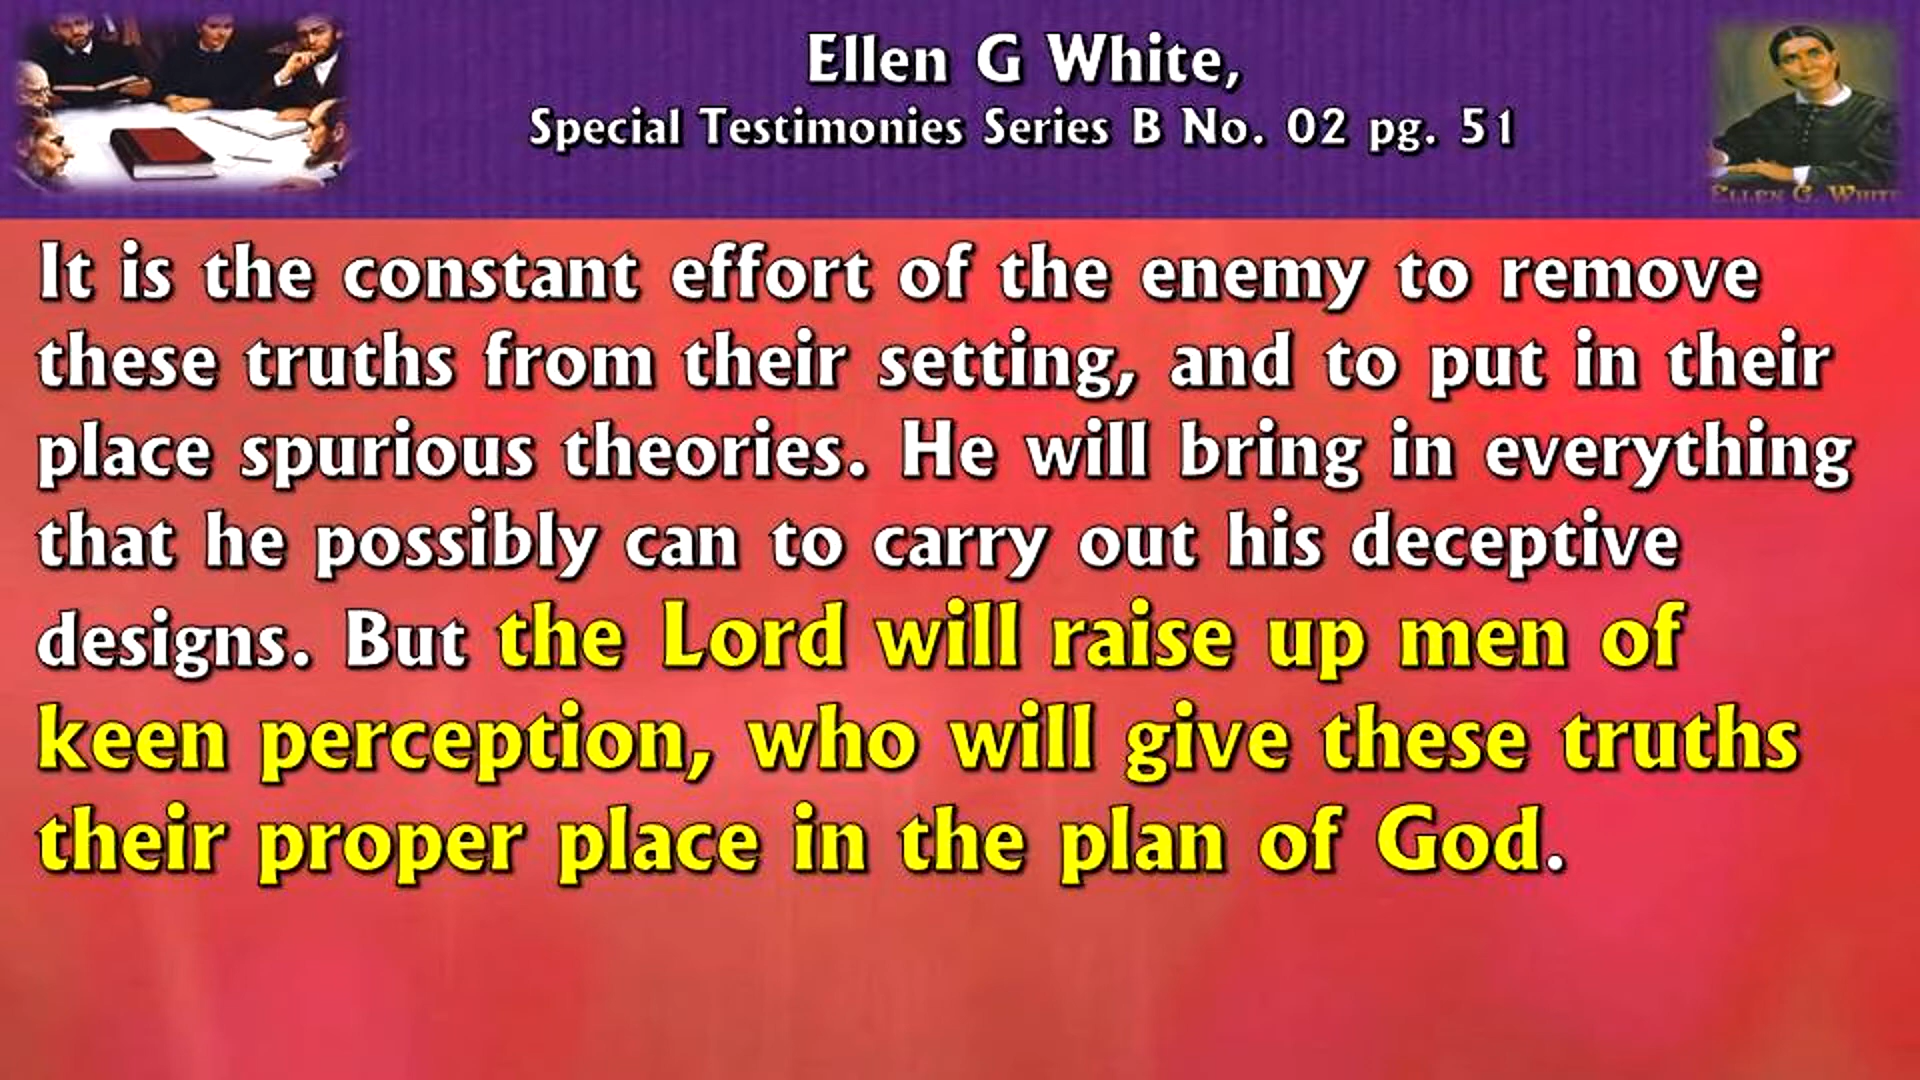 Ellen G White,
Special Testimonies Series B No. 02 pg. 51
ELLEN G. WHITE
It is the constant effort of the enemy to remove
these truths from their setting, and to put in their
place spurious theories. He will bring in everything
that he possibly can to carry out his deceptive
designs. But the Lord will raise up men of
keen perception, who will give these truths
their proper place in the plan of God.